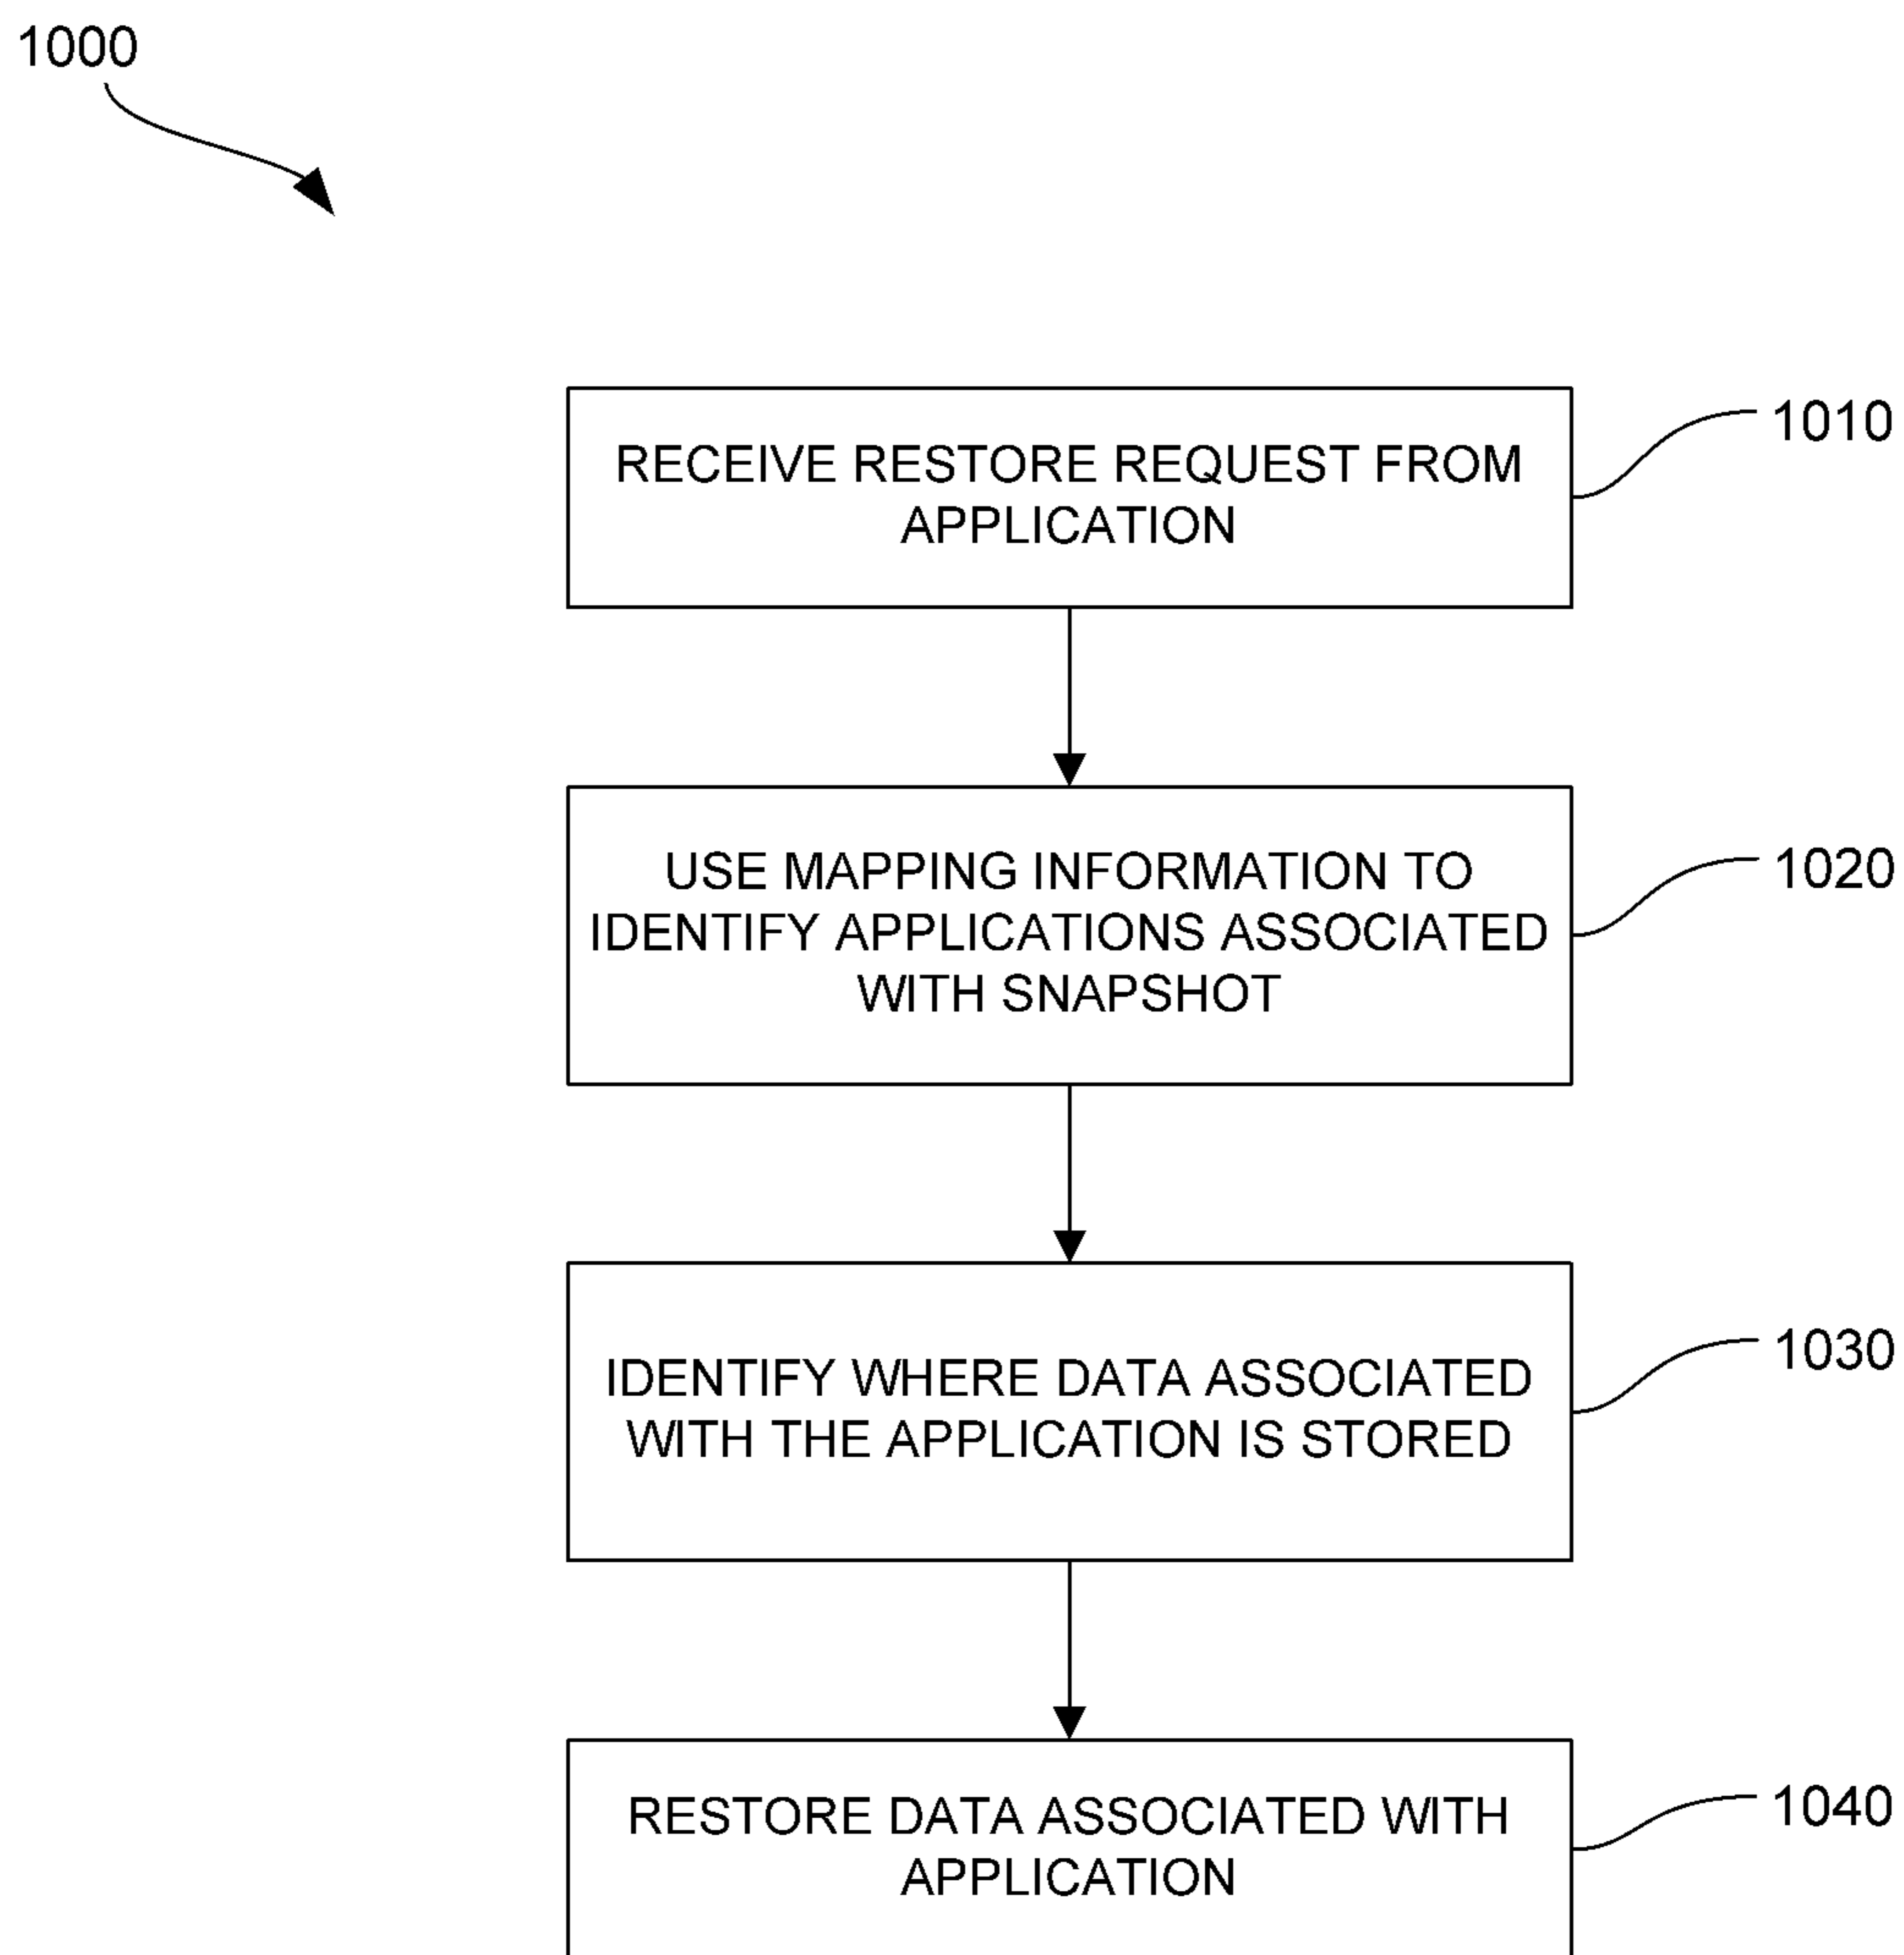 1000
RECEIVE RESTORE REQUEST FROM
APPLICATION
1010
USE MAPPING INFORMATION TO
IDENTIFY APPLICATIONS ASSOCIATED
WITH SNAPSHOT
1020
IDENTIFY WHERE DATA ASSOCIATED
WITH THE APPLICATION IS STORED
1030
RESTORE DATA ASSOCIATED WITH
APPLICATION
1040